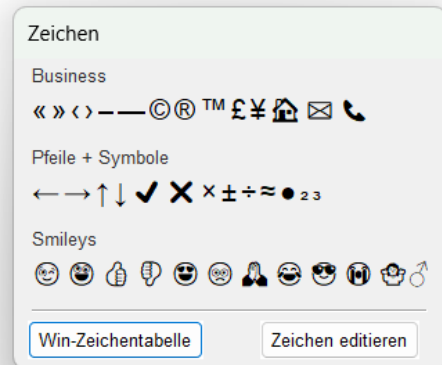 Zeichen
Business
« » ‹ › – — © ® ™ £ ¥ 🏠 ✉ 📞
Pfeile + Symbole
← → ↑ ↓ ✔ ✖ × ± ÷ ≈ ● ₂ ₃
Smileys
Win-Zeichentabelle
Zeichen editieren